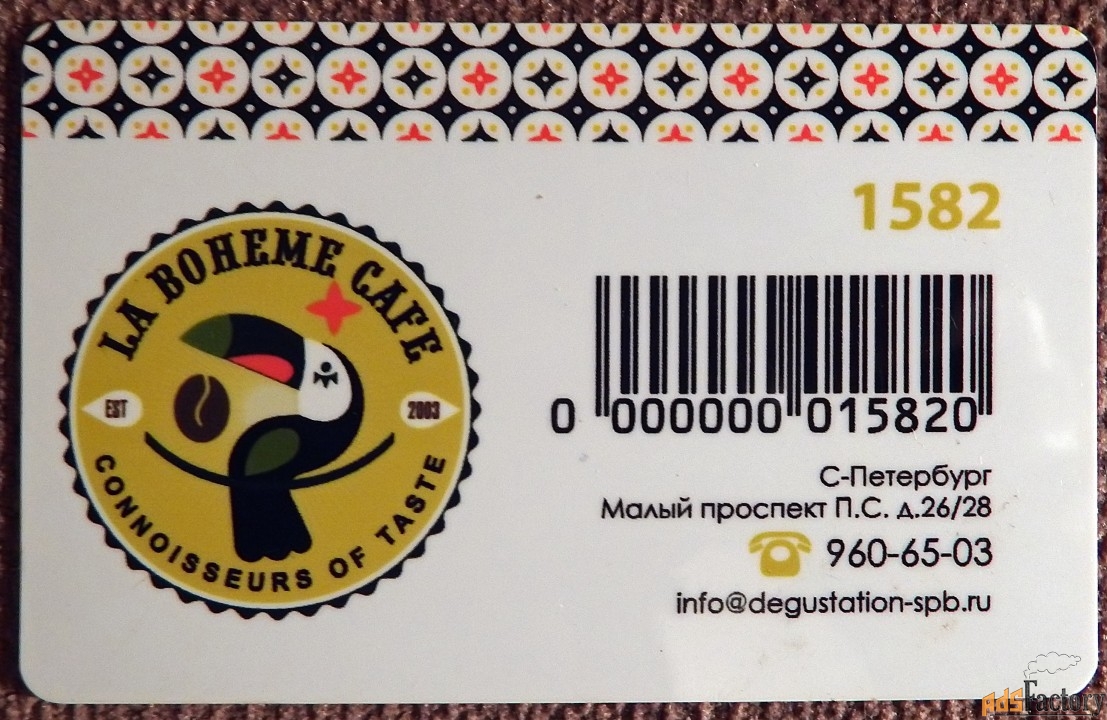 1582
LA BOHEME CAFE
EST 2003
CONNOISSEURS OF TASTE
0 000000 015820
С-Петербург
Малый проспект П.С. д.26/28
960-65-03
info@degustation-spb.ru
AdsFactory